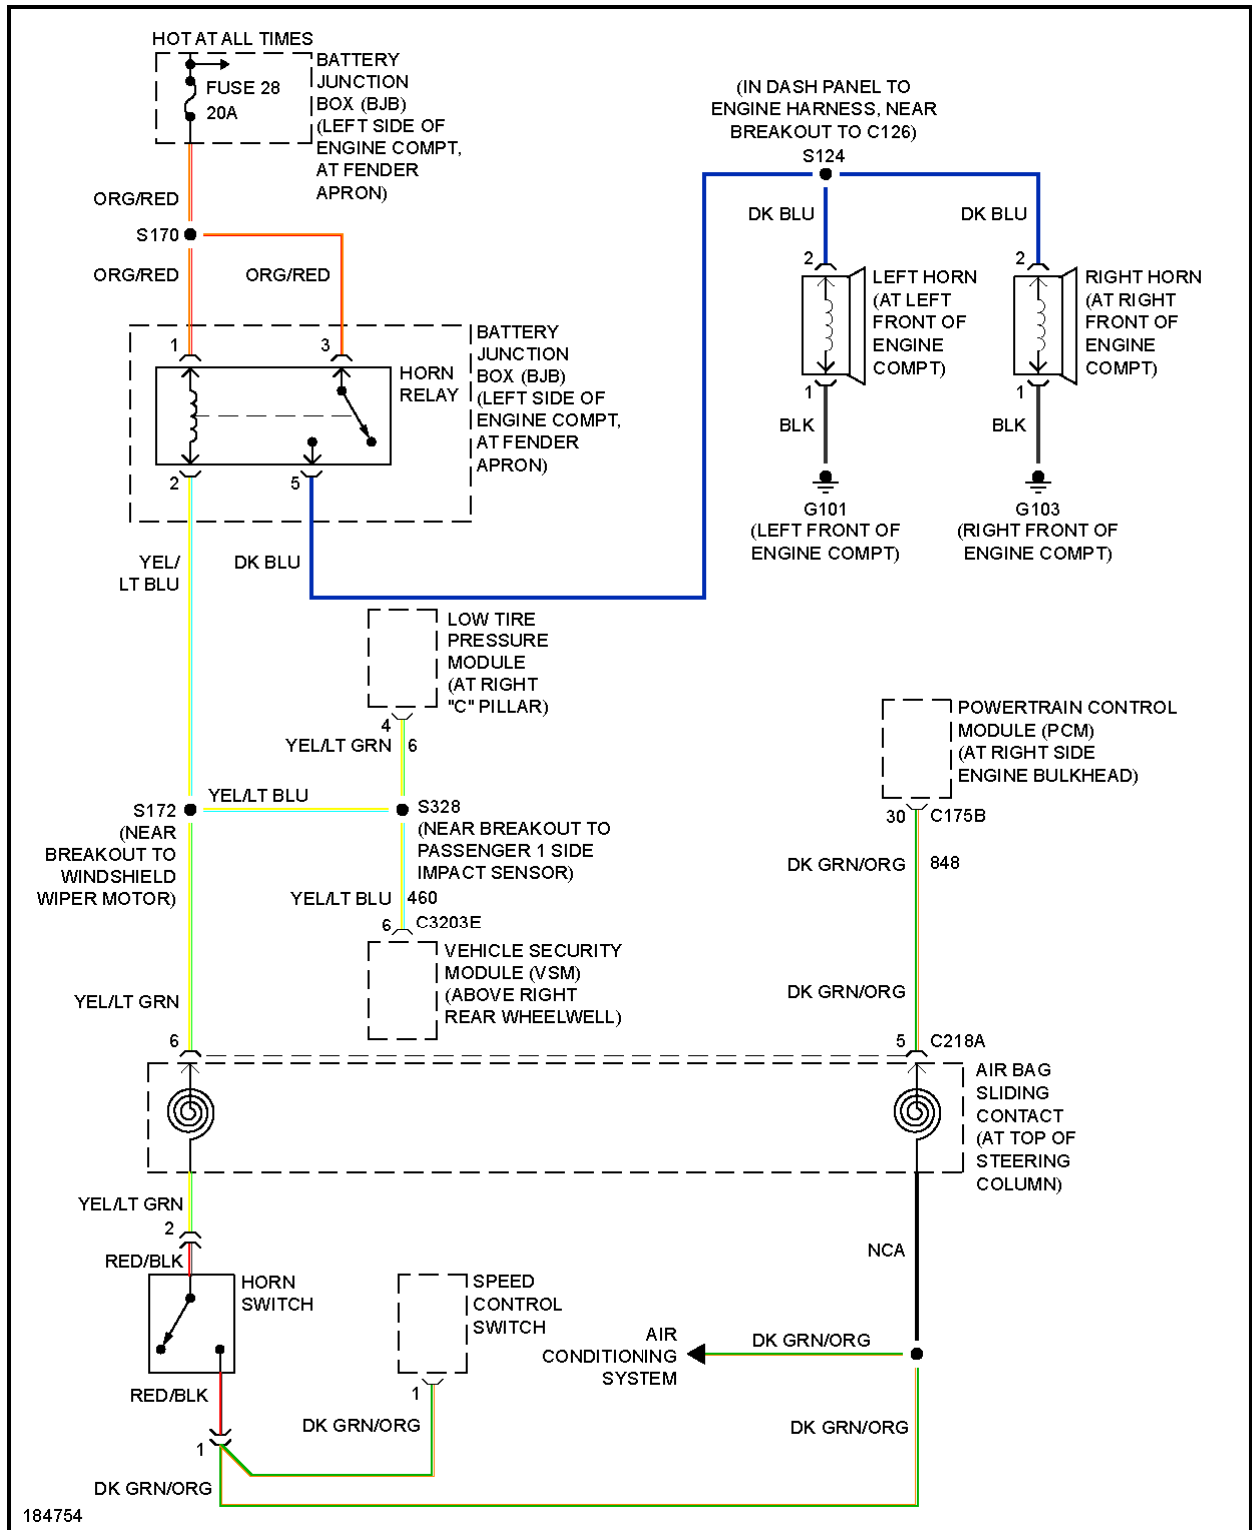 HOT AT ALL TIMES
FUSE 28
20A
BATTERY
JUNCTION
BOX (BJB)
(LEFT SIDE OF
ENGINE COMPT,
AT FENDER
APRON)
ORG/RED
S170
ORG/RED
ORG/RED
1
3
HORN
RELAY
BATTERY
JUNCTION
BOX (BJB)
(LEFT SIDE OF
ENGINE COMPT,
AT FENDER
APRON)
2
5
YEL/
LT BLU
DK BLU
(IN DASH PANEL TO
ENGINE HARNESS, NEAR
BREAKOUT TO C126)
S124
DK BLU
DK BLU
2
LEFT HORN
(AT LEFT
FRONT OF
ENGINE
COMPT)
1
BLK
G101
(LEFT FRONT OF
ENGINE COMPT)
2
RIGHT HORN
(AT RIGHT
FRONT OF
ENGINE
COMPT)
1
BLK
G103
(RIGHT FRONT OF
ENGINE COMPT)
LOW TIRE
PRESSURE
MODULE
(AT RIGHT
"C" PILLAR)
4
YEL/LT GRN
6
YEL/LT BLU
S172
(NEAR
BREAKOUT TO
WINDSHIELD
WIPER MOTOR)
S328
(NEAR BREAKOUT TO
PASSENGER 1 SIDE
IMPACT SENSOR)
YEL/LT BLU
460
6
C3203E
VEHICLE SECURITY
MODULE (VSM)
(ABOVE RIGHT
REAR WHEELWELL)
POWERTRAIN CONTROL
MODULE (PCM)
(AT RIGHT SIDE
ENGINE BULKHEAD)
30
C175B
DK GRN/ORG
848
YEL/LT GRN
DK GRN/ORG
6
5
C218A
AIR BAG
SLIDING
CONTACT
(AT TOP OF
STEERING
COLUMN)
YEL/LT GRN
2
RED/BLK
HORN
SWITCH
RED/BLK
1
DK GRN/ORG
SPEED
CONTROL
SWITCH
1
DK GRN/ORG
NCA
AIR
CONDITIONING
SYSTEM
DK GRN/ORG
DK GRN/ORG
184754